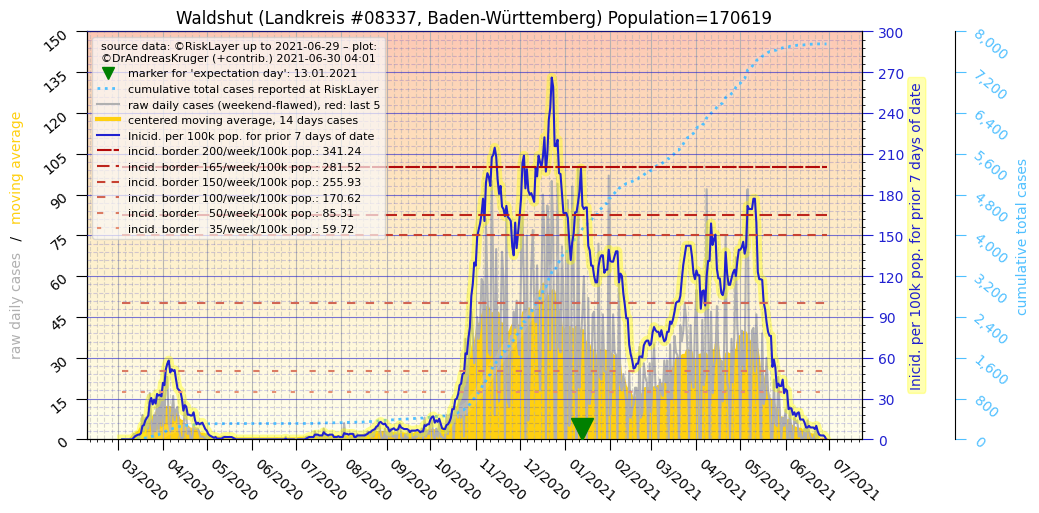 Waldshut (Landkreis #08337, Baden-Württemberg) Population=170619
source data: ©RiskLayer up to 2021-06-29 – plot:
©DrAndreasKruger (+contrib.) 2021-06-30 04:01
marker for 'expectation day': 13.01.2021
cumulative total cases reported at RiskLayer
raw daily cases (weekend-flawed), red: last 5
centered moving average, 14 days cases
Inicid. per 100k pop. for prior 7 days of date
incid. border 200/week/100k pop.: 341.24
incid. border 165/week/100k pop.: 281.52
incid. border 150/week/100k pop.: 255.93
incid. border 100/week/100k pop.: 170.62
incid. border 50/week/100k pop.: 85.31
incid. border 35/week/100k pop.: 59.72
raw daily cases / moving average
150
135
120
105
90
75
60
45
30
15
0
03/2020
04/2020
05/2020
06/2020
07/2020
08/2020
09/2020
10/2020
11/2020
12/2020
01/2021
02/2021
03/2021
04/2021
05/2021
06/2021
07/2021
300
270
240
210
180
150
120
90
60
30
0
Inicid. per 100k pop. for prior 7 days of date
8,000
7,200
6,400
5,600
4,800
4,000
3,200
2,400
1,600
800
0
cumulative total cases